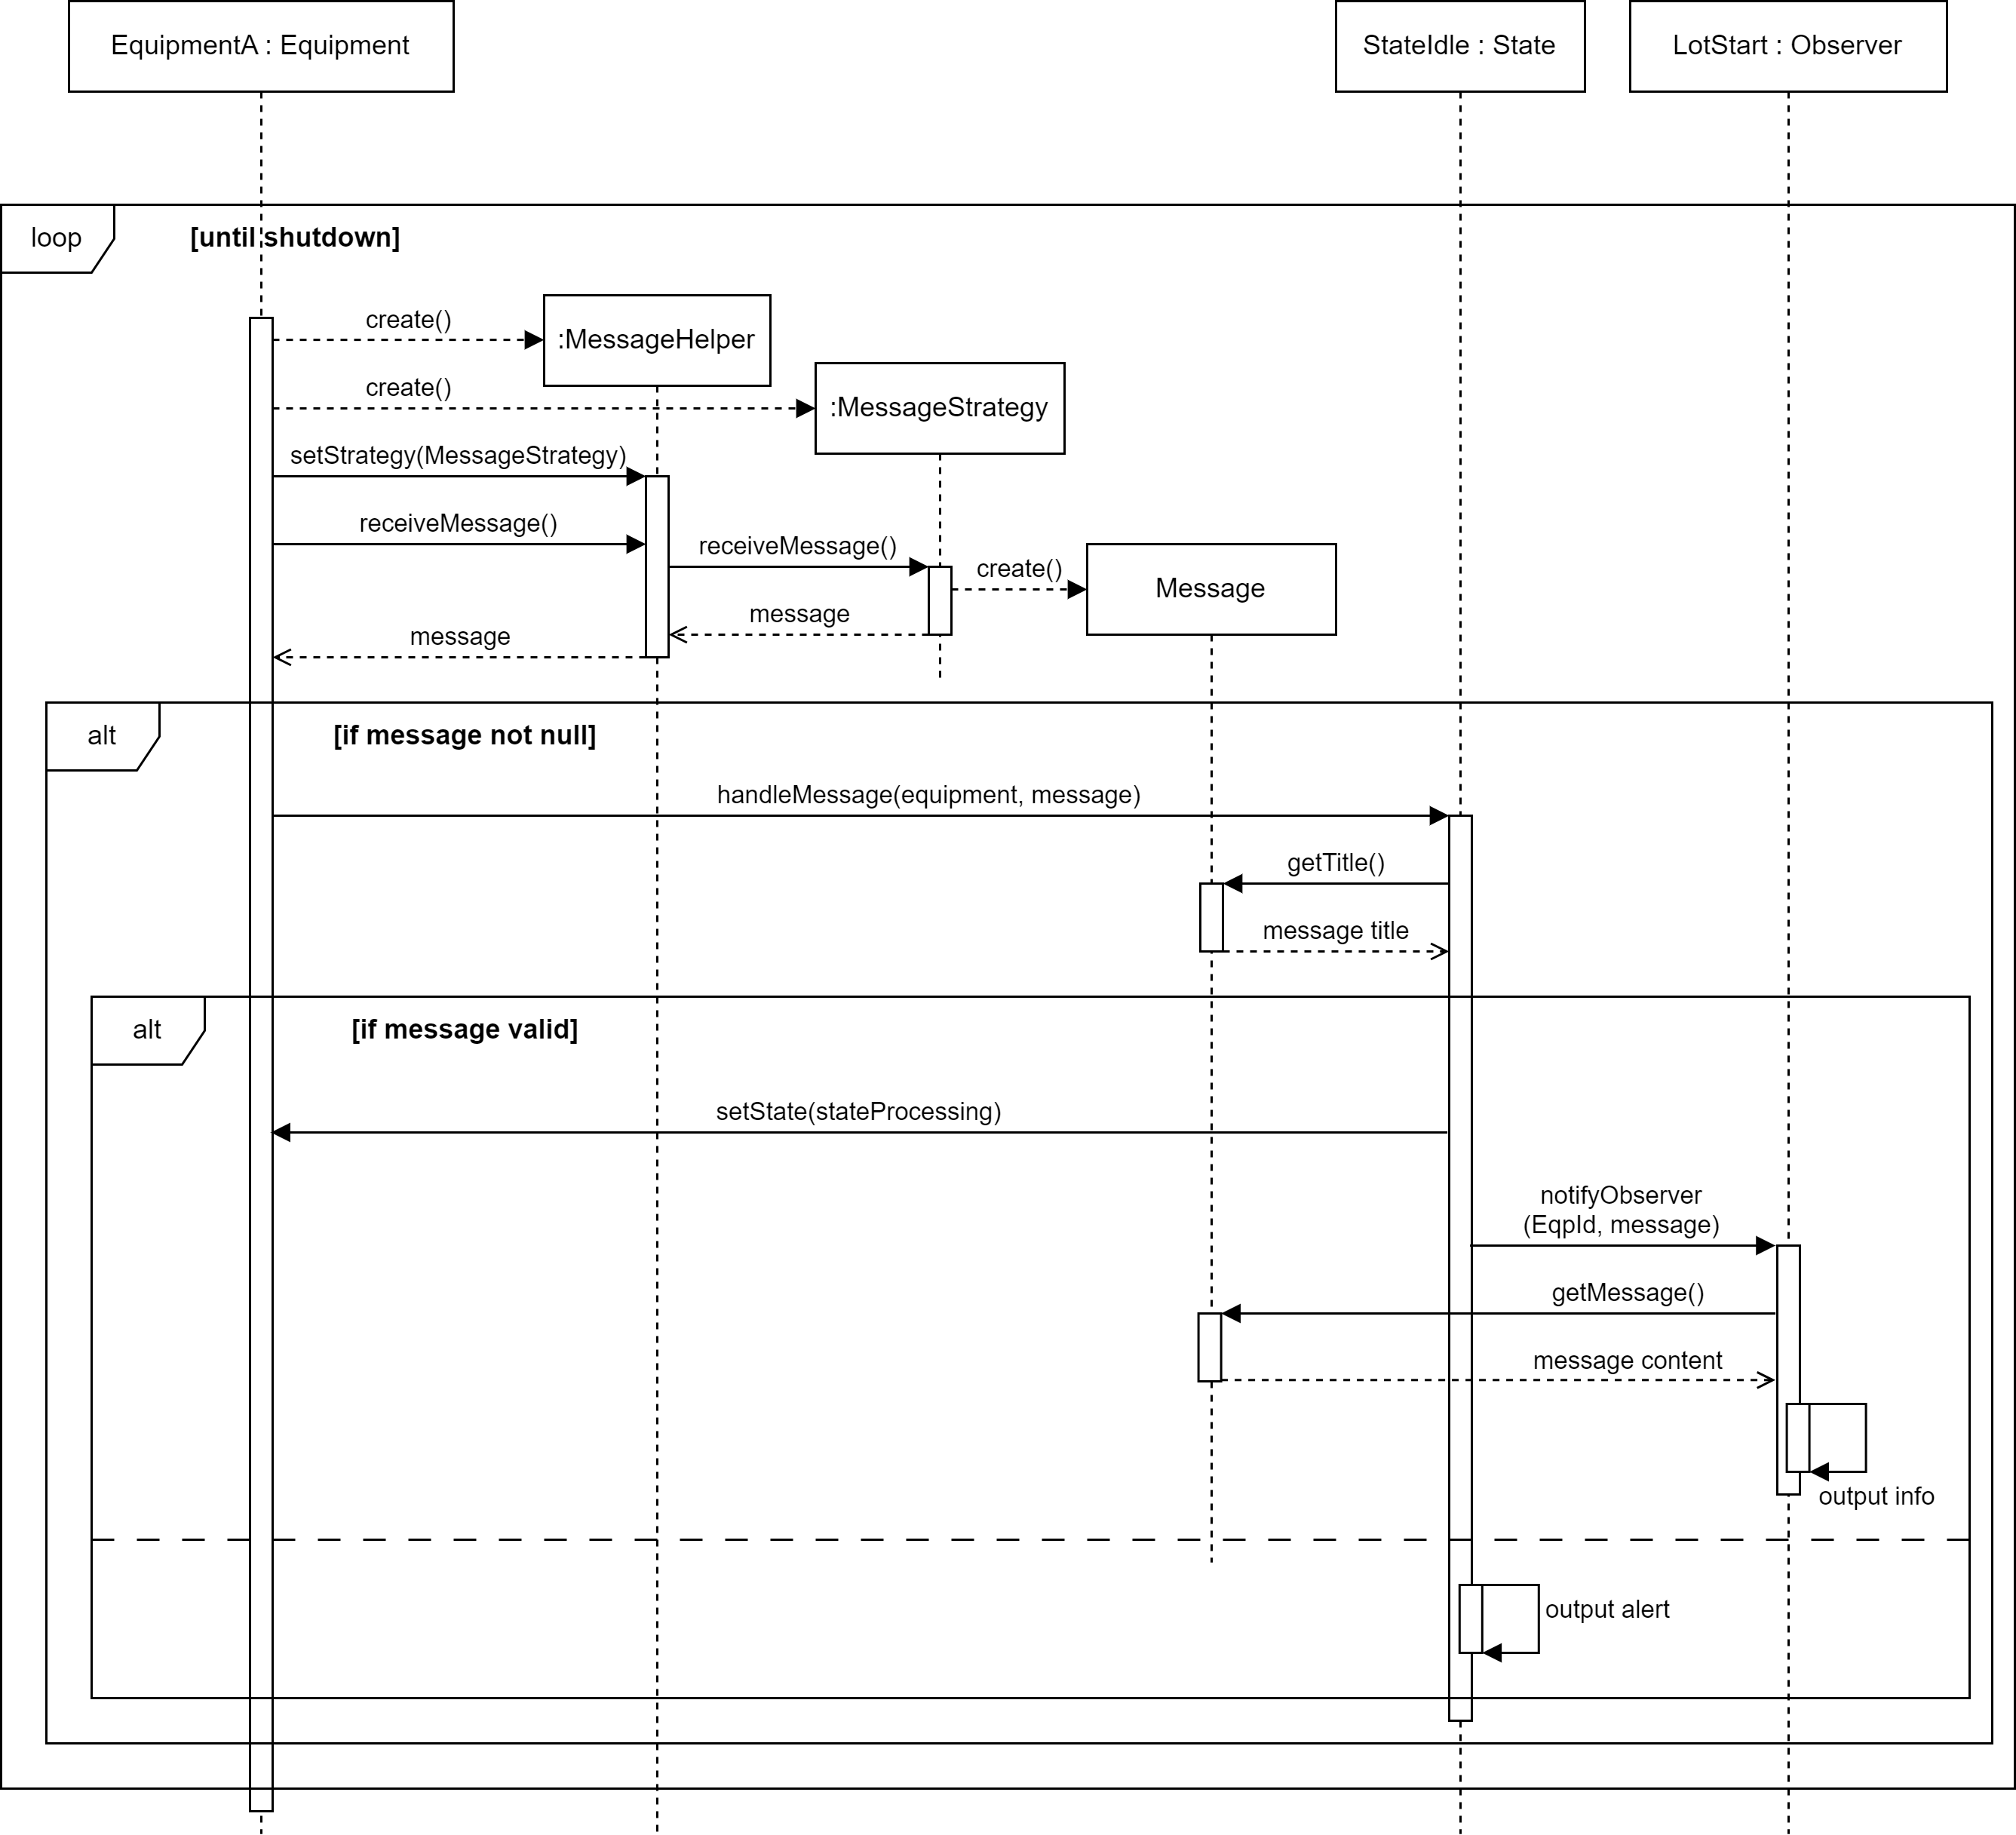 EquipmentA : Equipment
StateIdle : State
LotStart : Observer
loop
[until shutdown]
create()
:MessageHelper
create()
:MessageStrategy
setStrategy(MessageStrategy)
receiveMessage()
receiveMessage()
create()
Message
message
message
alt
[if message not null]
handleMessage(equipment, message)
getTitle()
message title
alt
[if message valid]
setState(stateProcessing)
notifyObserver
(EqpId, message)
getMessage()
message content
output info
output alert